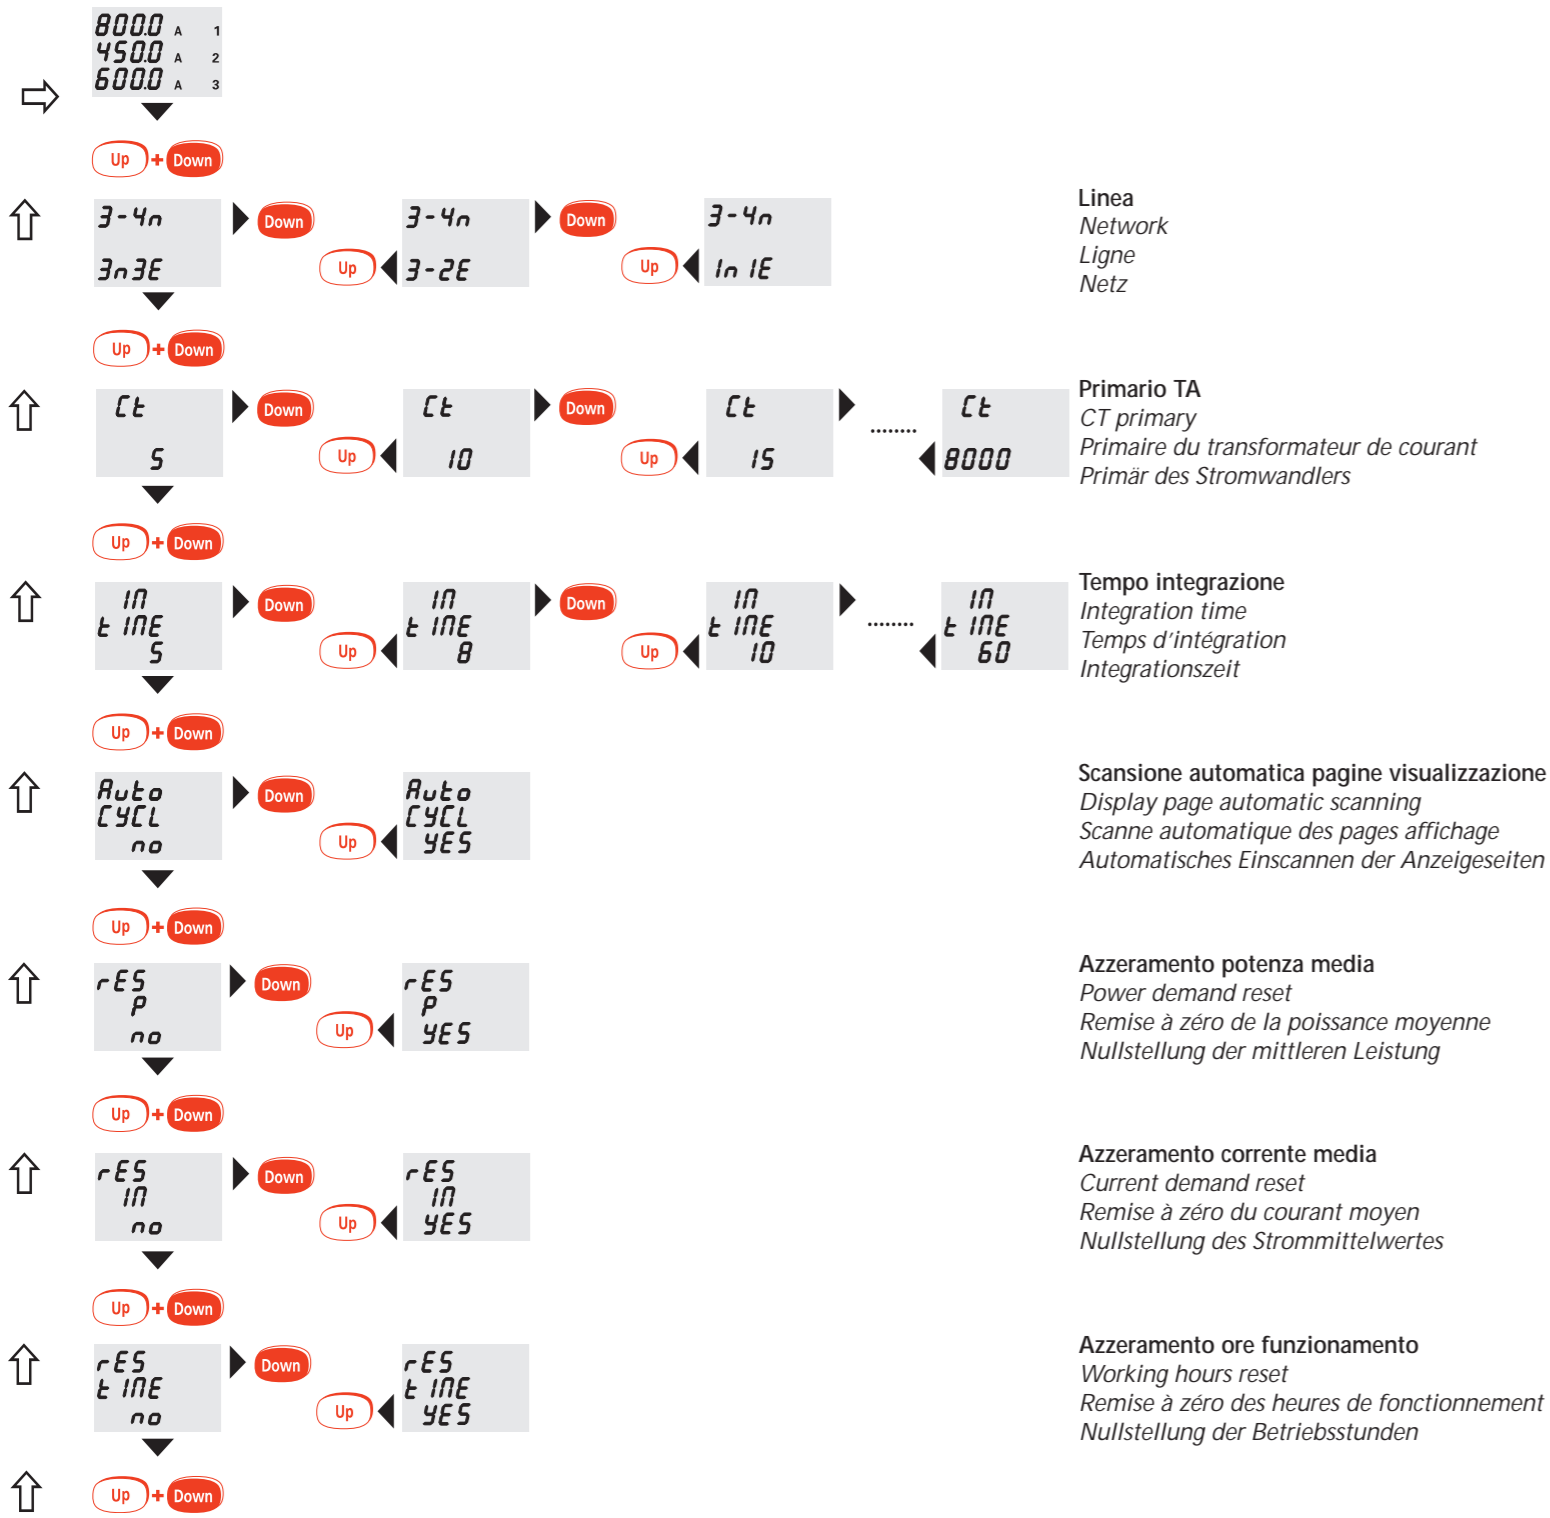 800.0 A 1
450.0 A 2
600.0 A 3
Up + Down
3-4n Down 3-4n Down 3-4n
3n3E Up 3-2E Up 1n1E
Linea
Network
Ligne
Netz
Up + Down
Ct Down Ct Down Ct ........ Ct
5 Up 10 Up 15 8000
Primario TA
CT primary
Primaire du transformateur de courant
Primär des Stromwandlers
Up + Down
In In In In
tIME Down tIME Down tIME ........ tIME
5 Up 8 Up 10 60
Tempo integrazione
Integration time
Temps d'intégration
Integrationszeit
Up + Down
Auto Down Auto
CYCL CYCL
no Up YES
Scansione automatica pagine visualizzazione
Display page automatic scanning
Scanne automatique des pages affichage
Automatisches Einscannen der Anzeigeseiten
Up + Down
rES Down rES
P P
no Up YES
Azzeramento potenza media
Power demand reset
Remise à zéro de la poissance moyenne
Nullstellung der mittleren Leistung
Up + Down
rES Down rES
In In
no Up YES
Azzeramento corrente media
Current demand reset
Remise à zéro du courant moyen
Nullstellung des Strommittelwertes
Up + Down
rES Down rES
tIME tIME
no Up YES
Azzeramento ore funzionamento
Working hours reset
Remise à zéro des heures de fonctionnement
Nullstellung der Betriebsstunden
Up + Down